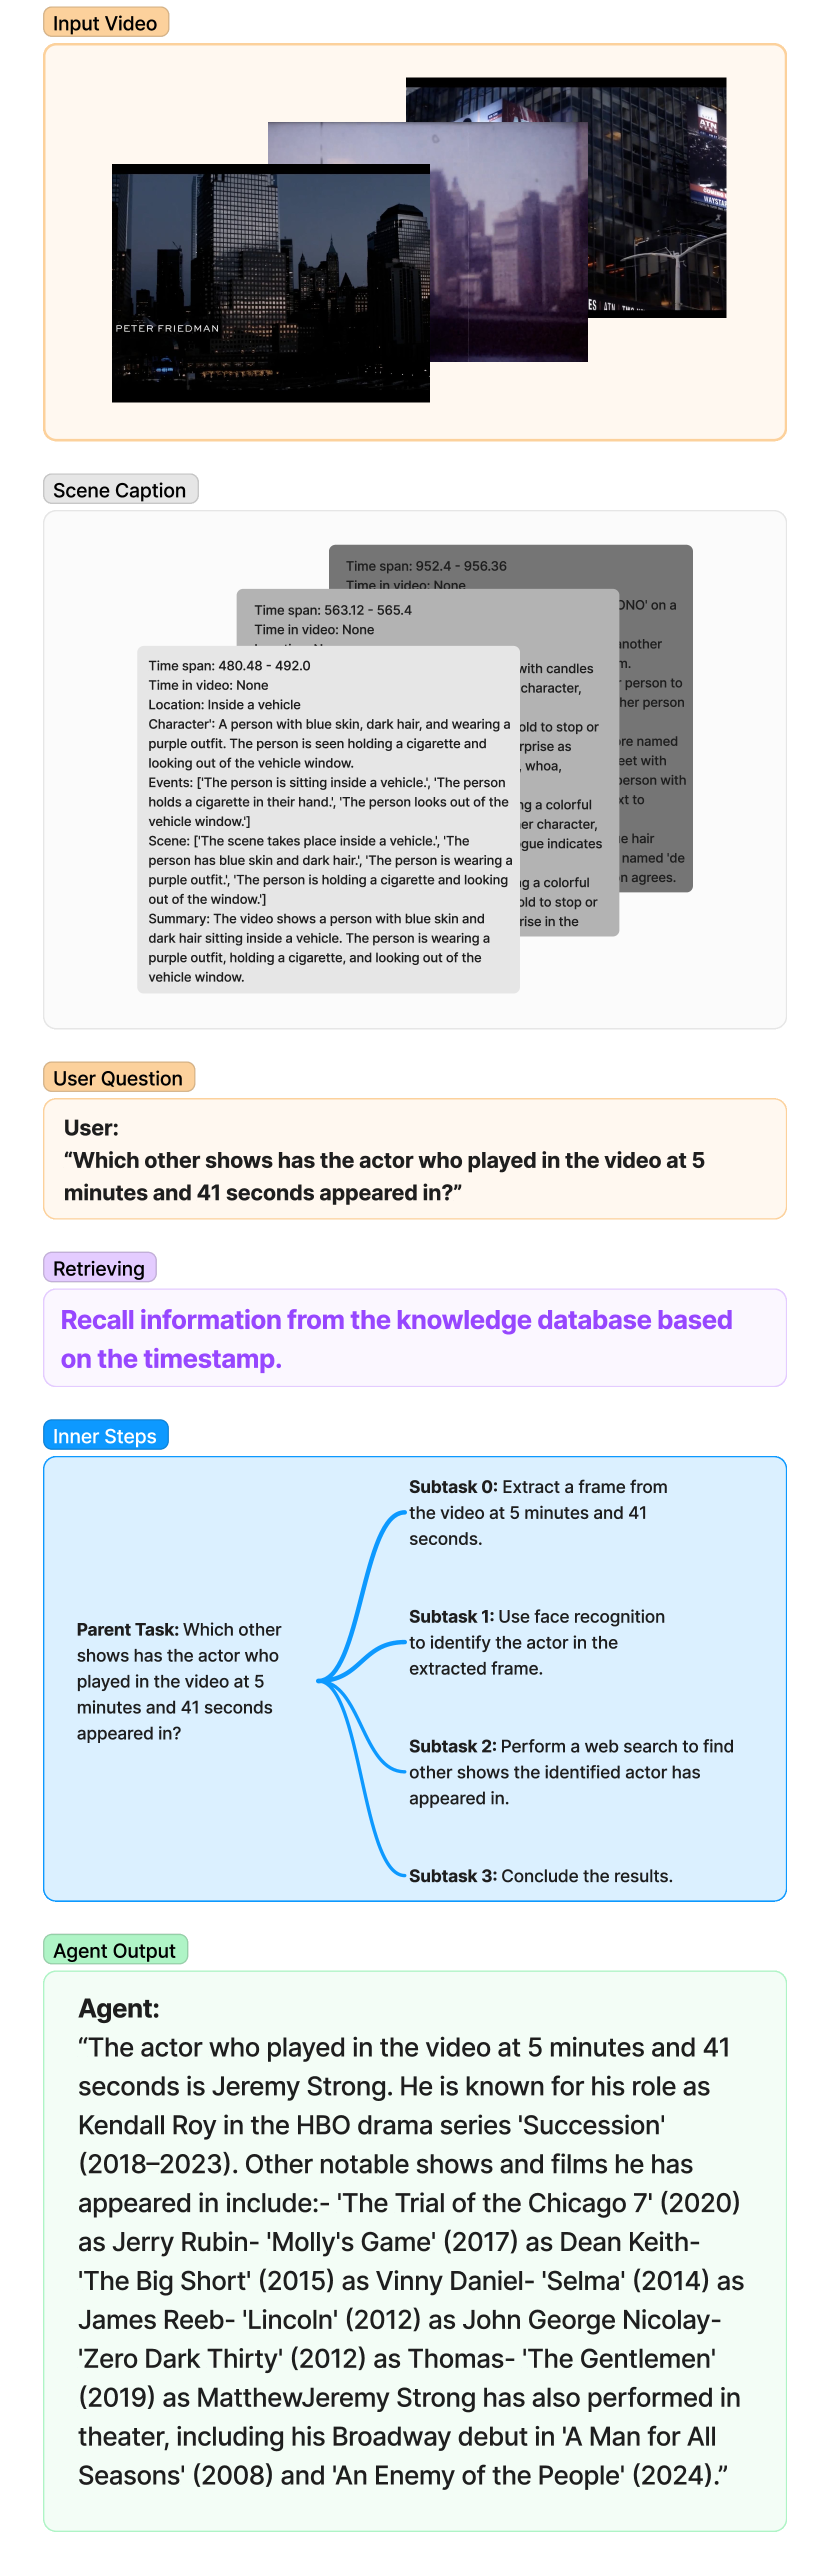 Input Video
ATN
COMING
WAYSTAR
ES | ATN |
PETER FRIEDMAN
Scene Caption
Time span: 952.4 - 956.36
Time in video: None
ONO' on a
another
m.
r person to
her person
ore named
eet with
person with
xt to
e hair
named 'de
n agrees.
Time span: 563.12 - 565.4
Time in video: None
with candles
character,
old to stop or
rprise as
, whoa,
ng a colorful
er character,
ogue indicates
ng a colorful
old to stop or
rise in the
Time span: 480.48 - 492.0
Time in video: None
Location: Inside a vehicle
Character': A person with blue skin, dark hair, and wearing a
purple outfit. The person is seen holding a cigarette and
looking out of the vehicle window.
Events: ['The person is sitting inside a vehicle.', 'The person
holds a cigarette in their hand.', 'The person looks out of the
vehicle window.']
Scene: ['The scene takes place inside a vehicle.', 'The
person has blue skin and dark hair.', 'The person is wearing a
purple outfit.', 'The person is holding a cigarette and looking
out of the window.']
Summary: The video shows a person with blue skin and
dark hair sitting inside a vehicle. The person is wearing a
purple outfit, holding a cigarette, and looking out of the
vehicle window.
User Question
User:
“Which other shows has the actor who played in the video at 5
minutes and 41 seconds appeared in?”
Retrieving
Recall information from the knowledge database based
on the timestamp.
Inner Steps
Parent Task: Which other
shows has the actor who
played in the video at 5
minutes and 41 seconds
appeared in?
Subtask 0: Extract a frame from
the video at 5 minutes and 41
seconds.
Subtask 1: Use face recognition
to identify the actor in the
extracted frame.
Subtask 2: Perform a web search to find
other shows the identified actor has
appeared in.
Subtask 3: Conclude the results.
Agent Output
Agent:
“The actor who played in the video at 5 minutes and 41
seconds is Jeremy Strong. He is known for his role as
Kendall Roy in the HBO drama series 'Succession'
(2018–2023). Other notable shows and films he has
appeared in include:- 'The Trial of the Chicago 7' (2020)
as Jerry Rubin- 'Molly's Game' (2017) as Dean Keith-
'The Big Short' (2015) as Vinny Daniel- 'Selma' (2014) as
James Reeb- 'Lincoln' (2012) as John George Nicolay-
'Zero Dark Thirty' (2012) as Thomas- 'The Gentlemen'
(2019) as MatthewJeremy Strong has also performed in
theater, including his Broadway debut in 'A Man for All
Seasons' (2008) and 'An Enemy of the People' (2024).”